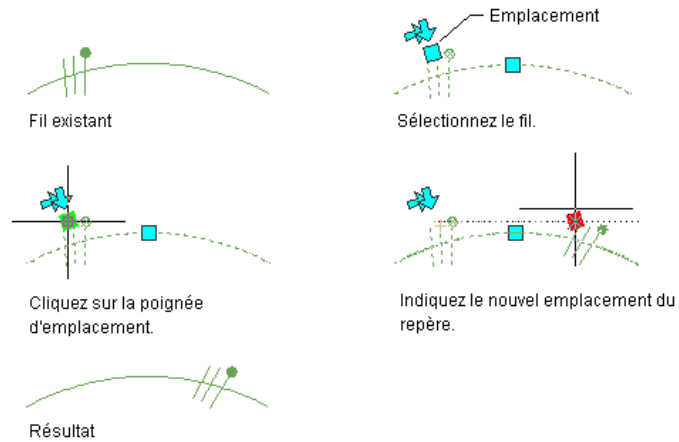 Emplacement
Fil existant
Sélectionnez le fil.
Cliquez sur la poignée
d'emplacement.
Indiquez le nouvel emplacement du
repère.
Résultat